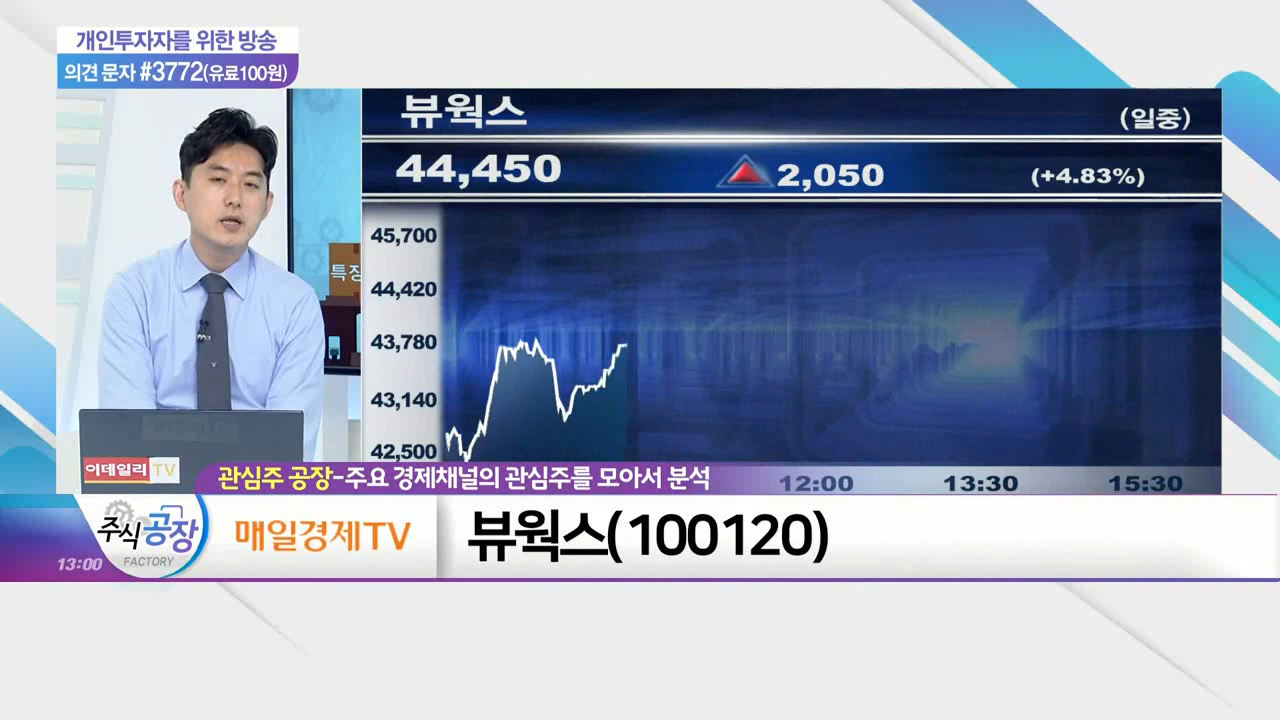 개인투자자를 위한 방송
의견 문자 #3772(유료100원)
뷰웍스
(일중)
44,450
2,050
(+4.83%)
45,700
44,420
43,780
43,140
42,500
특징
이데일리 TV
관심주 공장-주요 경제채널의 관심주를 모아서 분석
12:00
13:30
15:30
주식공장
FACTORY
13:00
매일경제TV
뷰웍스(100120)